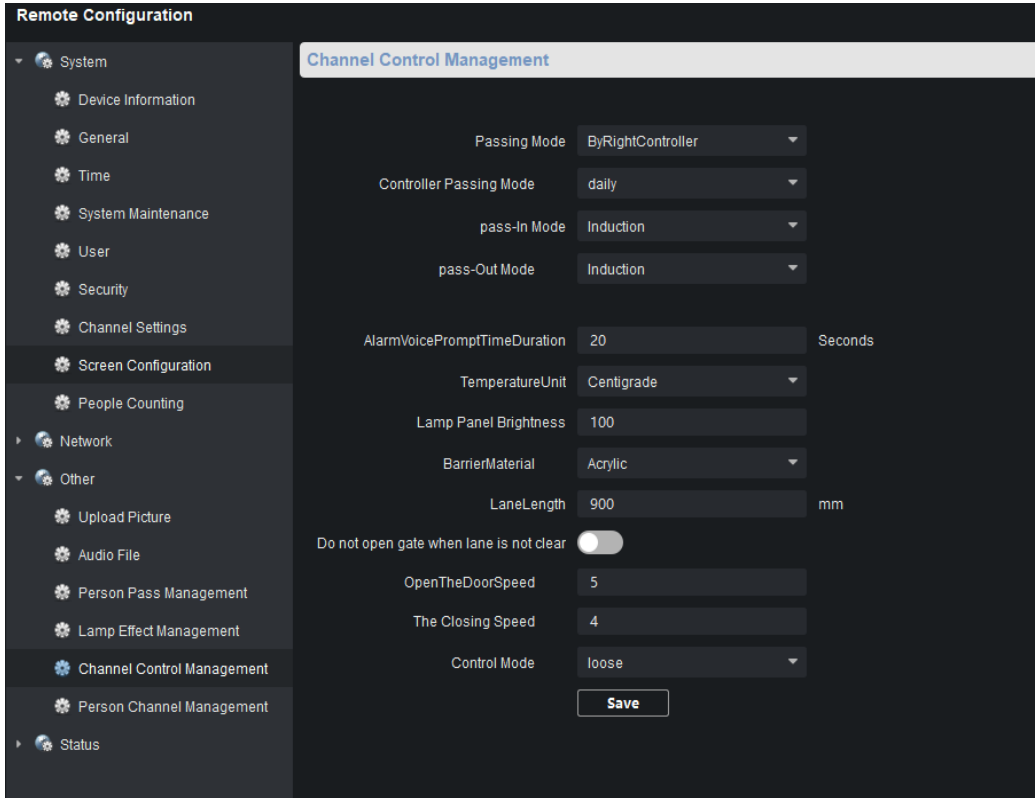 Remote Configuration
System
Device Information
General
Time
System Maintenance
User
Security
Channel Settings
Screen Configuration
People Counting
Network
Other
Upload Picture
Audio File
Person Pass Management
Lamp Effect Management
Channel Control Management
Person Channel Management
Status
Channel Control Management
Passing Mode ByRightController
Controller Passing Mode daily
pass-In Mode Induction
pass-Out Mode Induction
AlarmVoicePromptTimeDuration 20 Seconds
TemperatureUnit Centigrade
Lamp Panel Brightness 100
BarrierMaterial Acrylic
LaneLength 900 mm
Do not open gate when lane is not clear
OpenTheDoorSpeed 5
The Closing Speed 4
Control Mode loose
Save